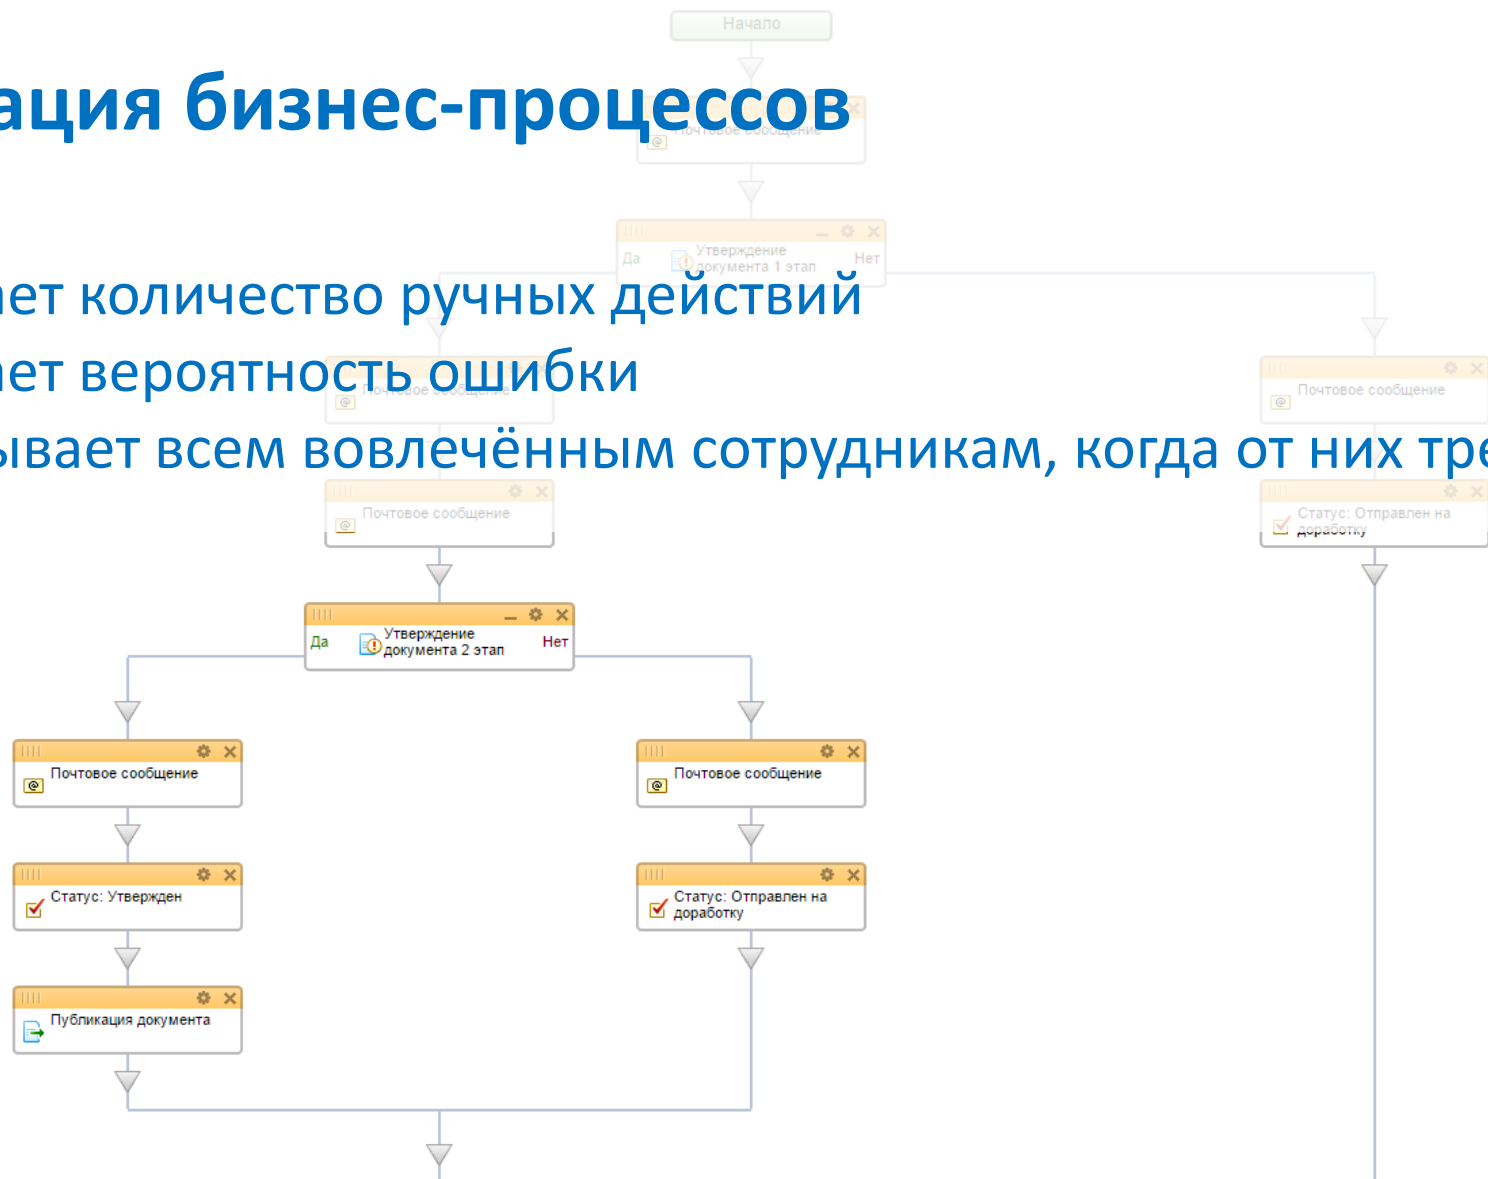 Начало
ация бизнес-процессов
Почтовое сообщение
Да
Утверждение
документа 1 этап
Нет
ает количество ручных действий
ает вероятность ошибки
Почтовое сообщение
Почтовое сообщение
ывает всем вовлечённым сотрудникам, когда от них тре
Почтовое сообщение
Статус: Отправлен на
доработку
Да
Утверждение
документа 2 этап
Нет
Почтовое сообщение
Почтовое сообщение
Статус: Утвержден
Статус: Отправлен на
доработку
Публикация документа